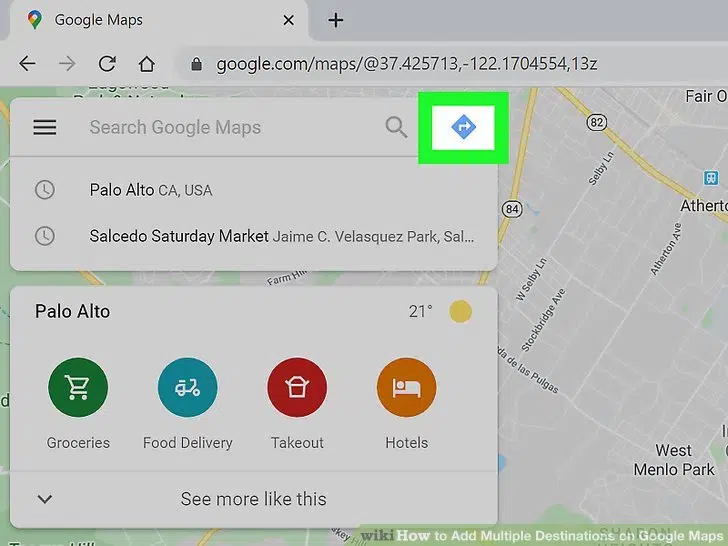 Google Maps
google.com/maps/@37.425713,-122.1704554,13z
Search Google Maps
Palo Alto CA, USA
Salcedo Saturday Market Jaime C. Velasquez Park, Sal...
Palo Alto
21°
Groceries
Food Delivery
Takeout
Hotels
See more like this
Fair O
82
Selby Ln
84
Athert
Atherton Ave
W Selby Ln
Stockbridge Ave
Farm Hill
da de las Pulgas
West
Menlo Park
SHARON
wikiHow to Add Multiple Destinations on Google Maps